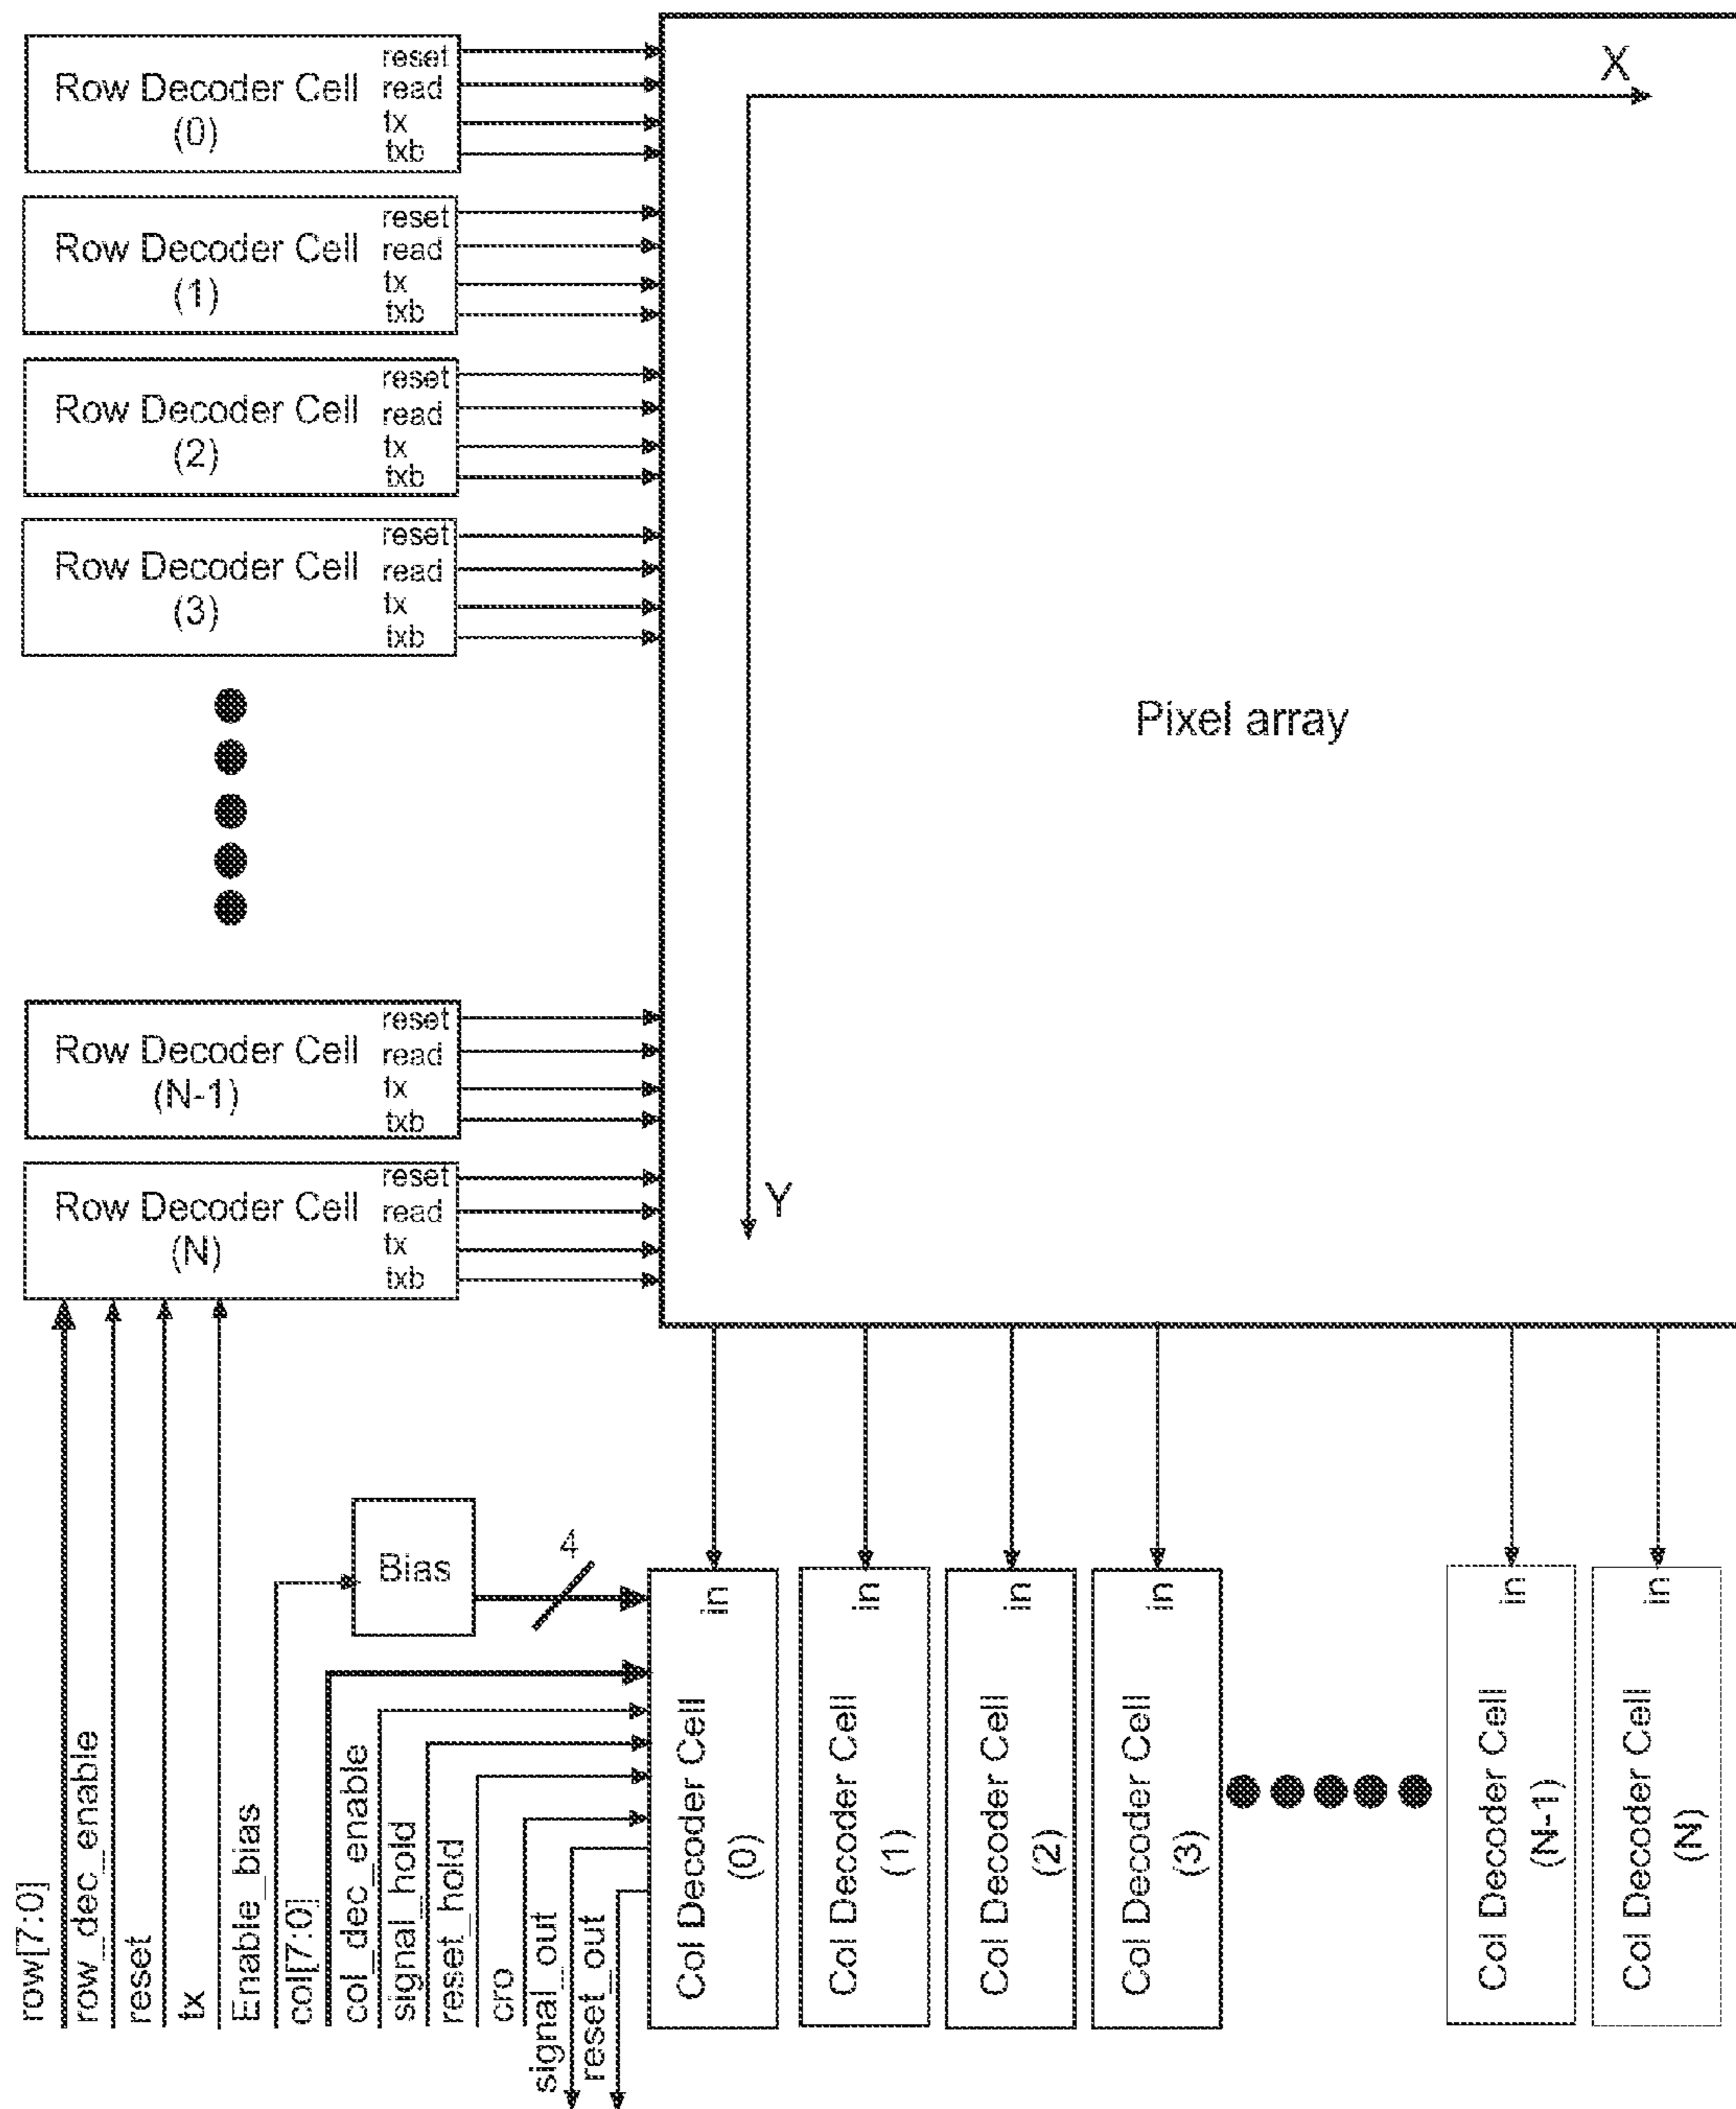 Row Decoder Cell
(0)
reset
read
tx
txb
Row Decoder Cell
(1)
reset
read
tx
txb
Row Decoder Cell
(2)
reset
read
tx
txb
Row Decoder Cell
(3)
reset
read
tx
txb
Row Decoder Cell
(N-1)
reset
read
tx
txb
Row Decoder Cell
(N)
reset
read
tx
txb
X
Pixel array
Y
Bias
4
row[7:0]
row_dec_enable
reset
tx
Enable_bias
col[7:0]
col_dec_enable
signal_hold
reset_hold
cro
signal_out
reset_out
in
Col Decoder Cell
(0)
in
Col Decoder Cell
(1)
in
Col Decoder Cell
(2)
in
Col Decoder Cell
(3)
in
Col Decoder Cell
(N-1)
in
Col Decoder Cell
(N)